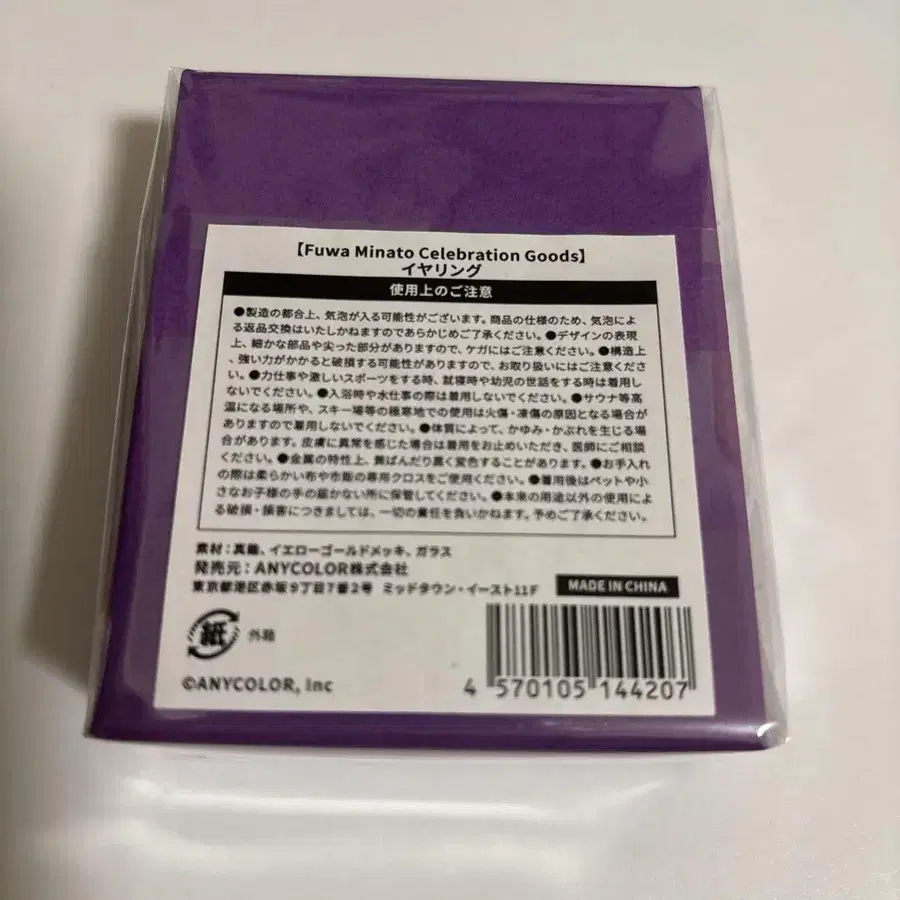 【Fuwa Minato Celebration Goods】
イヤリング
使用上のご注意
●製造の都合上、気泡が入る可能性がございます。商品の仕様のため、気泡によ
る返品交換はいたしかねますのであらかじめご了承ください。●デザインの表現
上、細かな部品や尖った部分がありますので、ケガにはご注意ください。●構造上
、強い力がかかると破損する可能性がありますので、お取り扱いにはご注意くださ
い。●力仕事や激しいスポーツをする時、就寝時や幼児の世話をする時は着用し
ないでください。●入浴時や水仕事の際は着用しないでください。●サウナ等高
温になる場所や、スキー場等の極寒地での使用は火傷・凍傷の原因となる場合が
ありますので着用しないでください。●体質によって、かゆみ・かぶれを生じる場
合があります。皮膚に異常を感じた場合は着用をお止めいただき、医師にご相談
ください。●金属の特性上、黄ばんだり黒く変色することがあります。●お手入れ
の際は柔らかい布や市販の専用クロスをご使用ください。●着用後はペットや小
さなお子様の手の届かない所に保管してください。●本来の用途以外の使用によ
る破損・損害につきましては、一切の責任を負いかねます。予めご了承ください。
素材：真鍮、イエローゴールドメッキ、ガラス
発売元：ANYCOLOR株式会社
東京都港区赤坂9丁目7番2号 ミッドタウン・イースト11F
MADE IN CHINA
紙 外箱
©ANYCOLOR, Inc
4 570105 144207